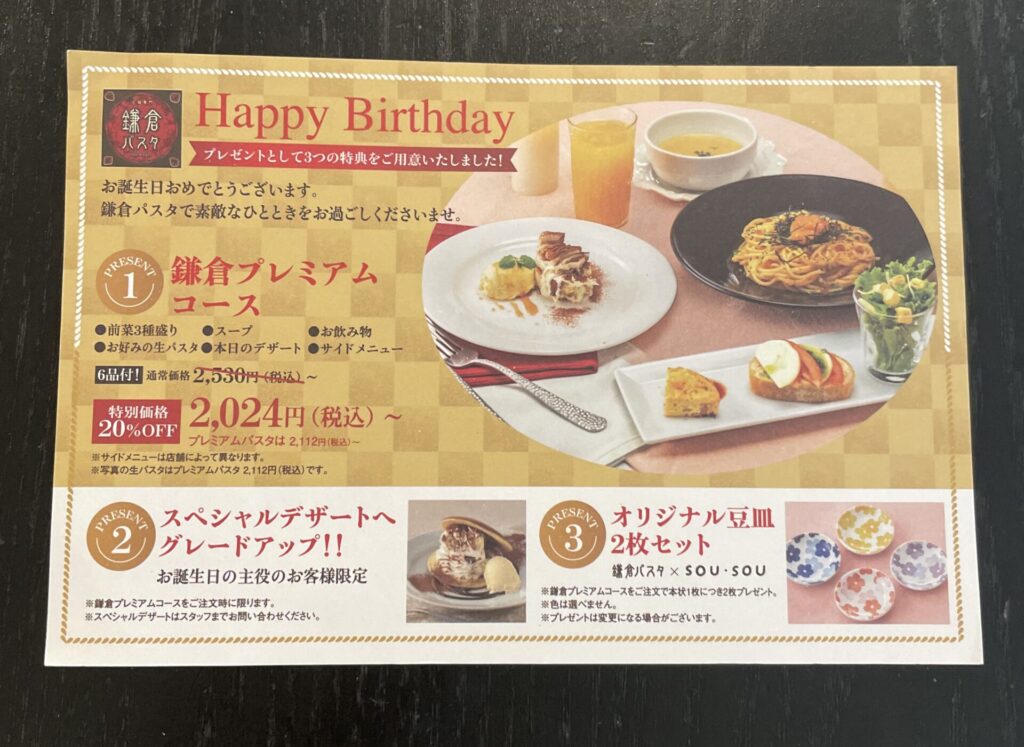 鎌倉
パスタ
Happy Birthday
プレゼントとして3つの特典をご用意いたしました!
お誕生日おめでとうございます。
鎌倉パスタで素敵なひとときをお過ごしくださいませ。
PRESENT
1
鎌倉プレミアム
コース
●前菜3種盛り ●スープ ●お飲み物
●お好みの生パスタ ●本日のデザート ●サイドメニュー
6品付! 通常価格 2,530円(税込)~
特別価格
20%OFF
2,024円(税込)~
プレミアムパスタは 2,112円(税込)~
※サイドメニューは店舗によって異なります。
※写真の生パスタはプレミアムパスタ 2,112円(税込)です。
PRESENT
2
スペシャルデザートへ
グレードアップ!!
お誕生日の主役のお客様限定
※鎌倉プレミアムコースをご注文時に限ります。
※スペシャルデザートはスタッフまでお問い合わせください。
PRESENT
3
オリジナル豆皿
2枚セット
鎌倉パスタ × SOU・SOU
※鎌倉プレミアムコースをご注文で本状1枚につき2枚プレゼント。
※色は選べません。
※プレゼントは変更になる場合がございます。